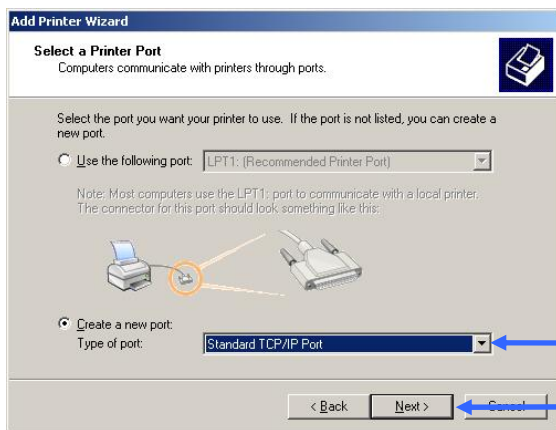 Add Printer Wizard
Select a Printer Port
Computers communicate with printers through ports.
Select the port you want your printer to use. If the port is not listed, you can create a
new port.
Use the following port: LPT1: (Recommended Printer Port)
Note: Most computers use the LPT1: port to communicate with a local printer.
The connector for this port should look something like this:
Create a new port:
Type of port: Standard TCP/IP Port
< Back Next > Cancel